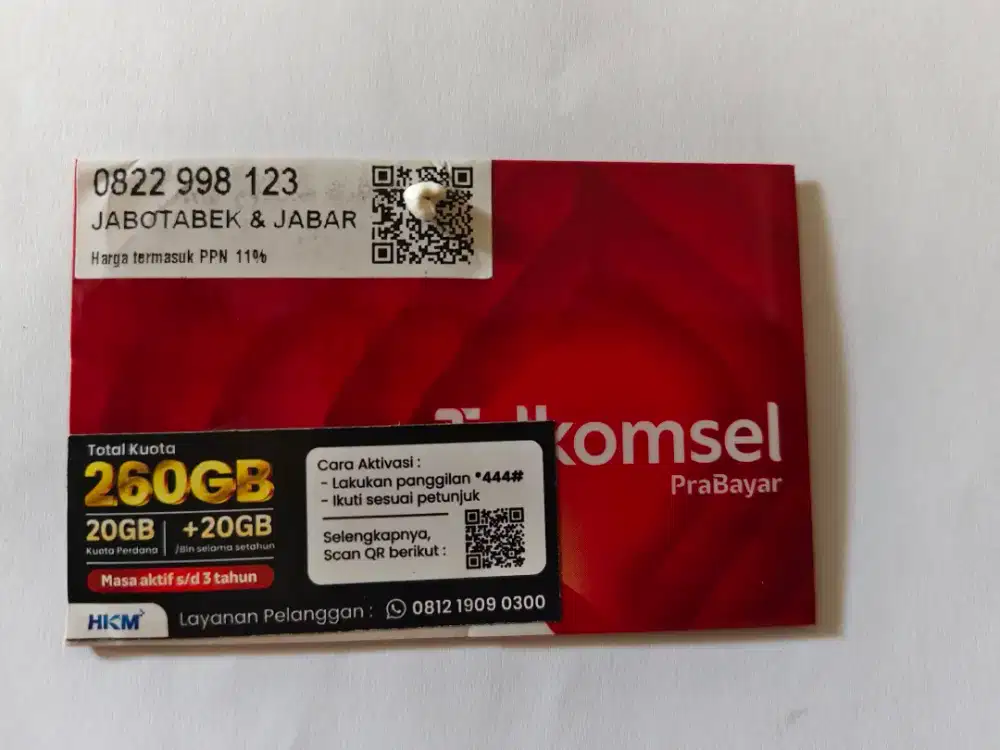 0822 998 123
JABOTABEK & JABAR
Harga termasuk PPN 11%
PraBayar
Total Kuota
260GB
20GB +20GB
Kuota Perdana /Bln selama setahun
Masa aktif s/d 3 tahun
Cara Aktivasi :
- Lakukan panggilan *444#
- Ikuti sesuai petunjuk
Selengkapnya,
Scan QR berikut :
HKM
Layanan Pelanggan : 0812 1909 0300